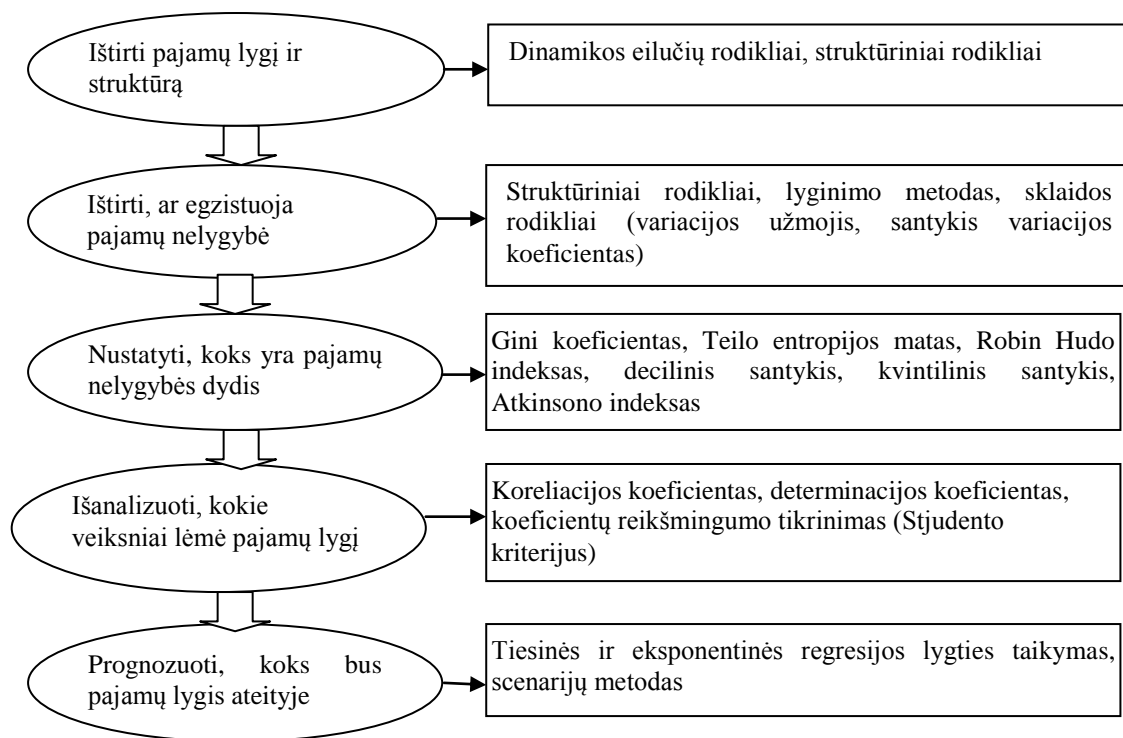 Ištirti pajamų lygį ir
struktūrą
Dinamikos eilučių rodikliai, struktūriniai rodikliai
Ištirti, ar egzistuoja
pajamų nelygybė
Struktūriniai rodikliai, lyginimo metodas, sklaidos
rodikliai (variacijos užmojis, santykis variacijos
koeficientas)
Nustatyti, koks yra pajamų
nelygybės dydis
Gini koeficientas, Teilo entropijos matas, Robin Hudo
indeksas, decilinis santykis, kvintilinis santykis,
Atkinsono indeksas
Išanalizuoti, kokie
veiksniai lėmė pajamų lygį
Koreliacijos koeficientas, determinacijos koeficientas,
koeficientų reikšmingumo tikrinimas (Stjudento
kriterijus)
Prognozuoti, koks bus
pajamų lygis ateityje
Tiesinės ir eksponentinės regresijos lygties taikymas,
scenarijų metodas